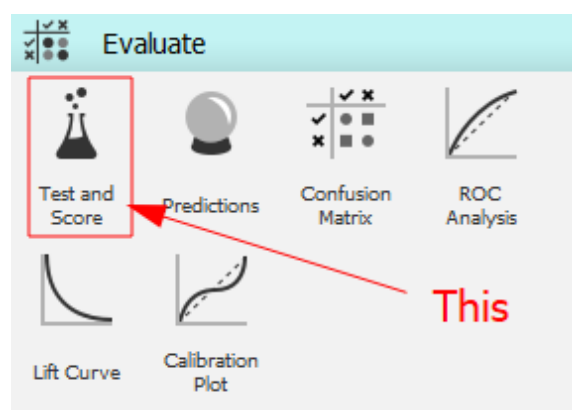 Evaluate
Test and
Score
Predictions
Confusion
Matrix
ROC
Analysis
This
Lift Curve
Calibration
Plot